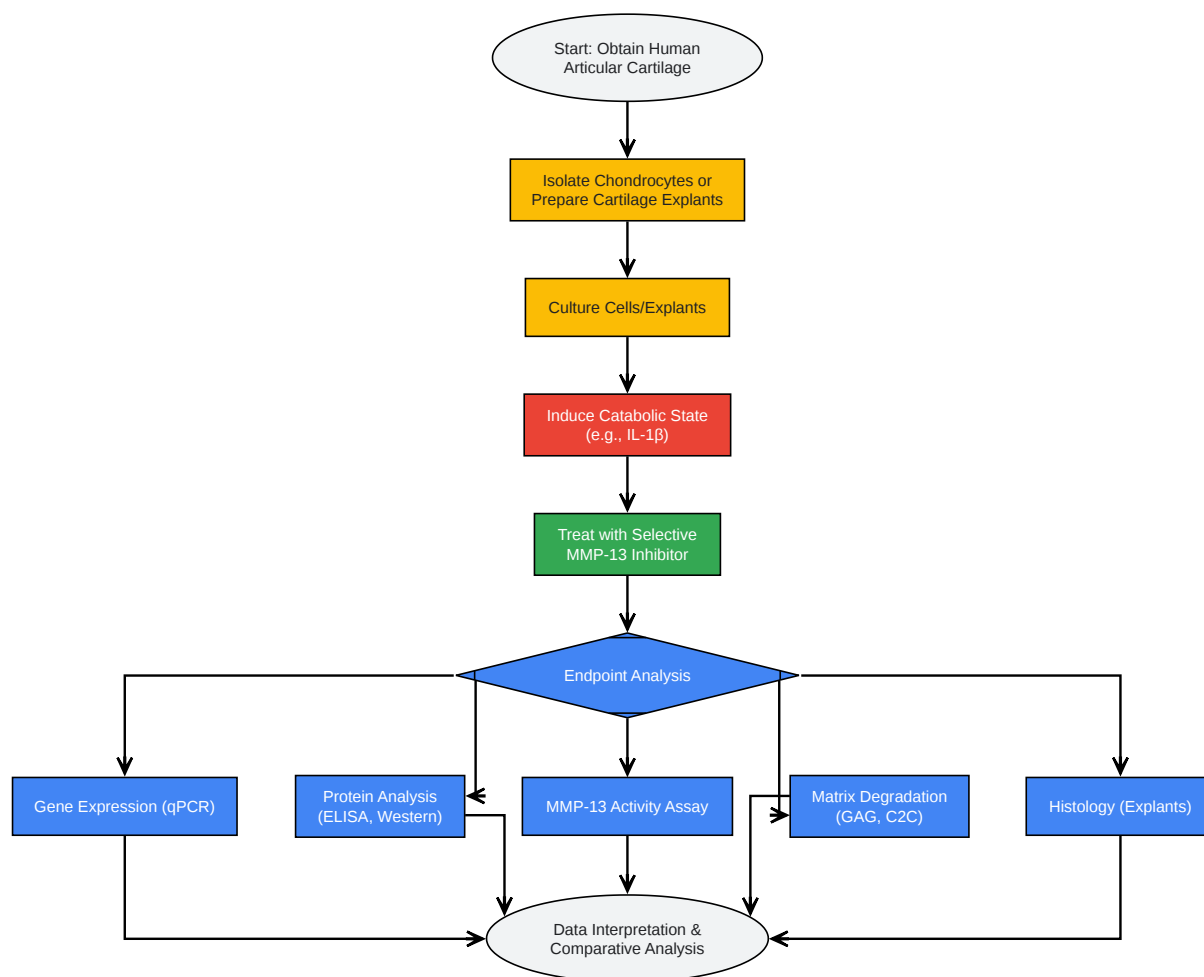 Start: Obtain Human
Articular Cartilage
Isolate Chondrocytes or
Prepare Cartilage Explants
Culture Cells/Explants
Induce Catabolic State
(e.g., IL-1β)
Treat with Selective
MMP-13 Inhibitor
Endpoint Analysis
Gene Expression (qPCR)
Protein Analysis
(ELISA, Western)
MMP-13 Activity Assay
Matrix Degradation
(GAG, C2C)
Histology (Explants)
Data Interpretation &
Comparative Analysis